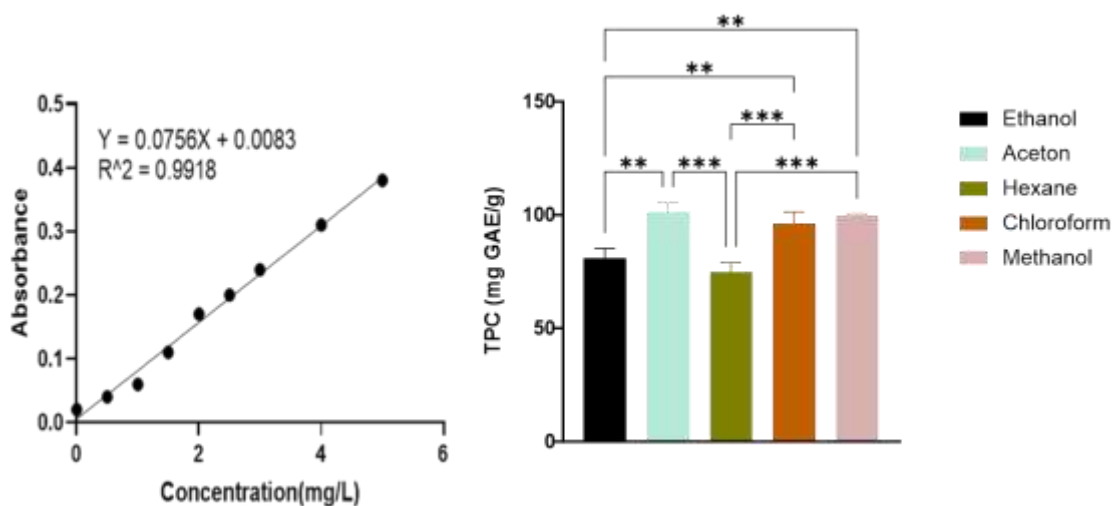 Absorbance
0.5
0.4
0.3
0.2
0.1
0.0
Y = 0.0756X + 0.0083
R^2 = 0.9918
0
2
4
6
Concentration(mg/L)
TPC (mg GAE/g)
150
100
50
0
**
**
***
** *** ***
Ethanol
Aceton
Hexane
Chloroform
Methanol